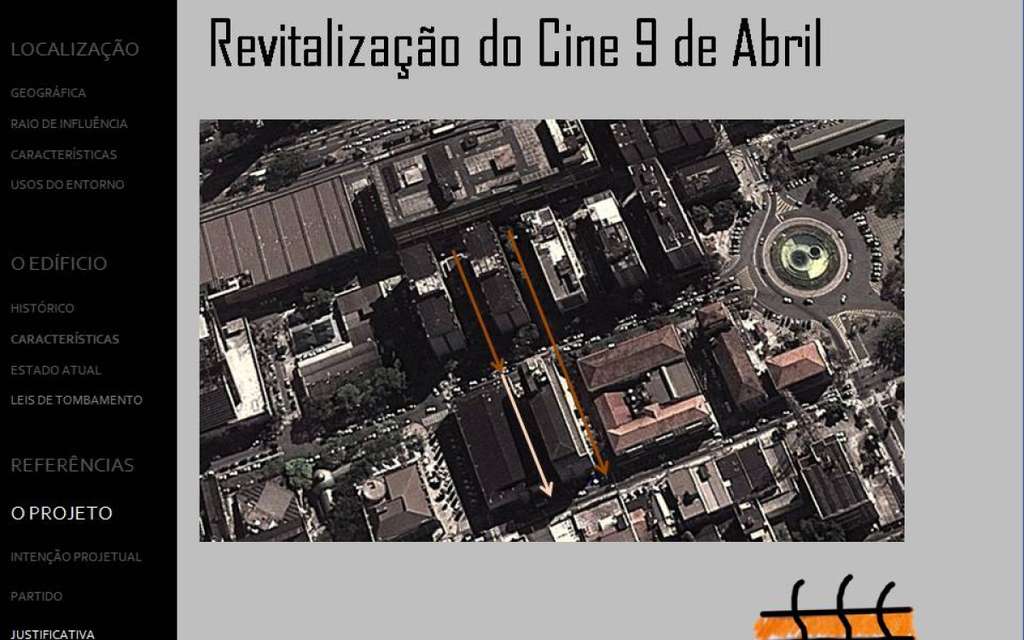 Revitalização do Cine 9 de Abril
LOCALIZAÇÃO
GEOGRÁFICA
RAIO DE INFLUÊNCIA
CARACTERÍSTICAS
USOS DO ENTORNO
O EDÍFICIO
HISTÓRICO
CARACTERÍSTICAS
ESTADO ATUAL
LEIS DE TOMBAMENTO
REFERÊNCIAS
O PROJETO
INTENÇÃO PROJETUAL
PARTIDO
JUSTIFICATIVA